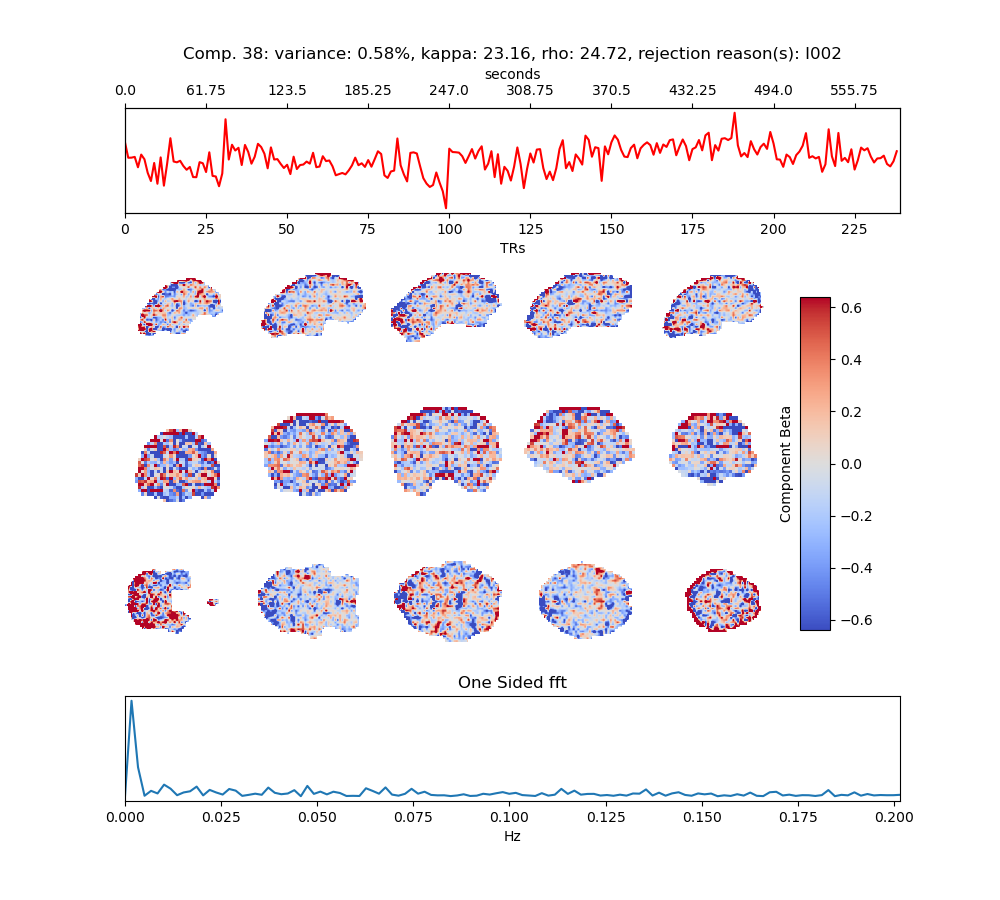 Comp. 38: variance: 0.58%, kappa: 23.16, rho: 24.72, rejection reason(s): I002
seconds
0.0 61.75 123.5 185.25 247.0 308.75 370.5 432.25 494.0 555.75
0 25 50 75 100 125 150 175 200 225
TRs
0.6
0.4
0.2
0.0
−0.2
−0.4
−0.6
Component Beta
One Sided fft
0.000 0.025 0.050 0.075 0.100 0.125 0.150 0.175 0.200
Hz